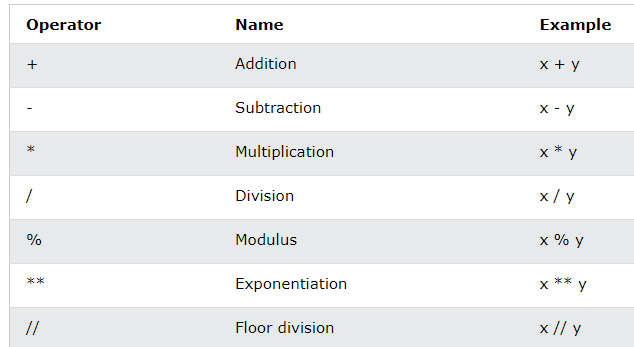 Operator Name Example
+ Addition x + y
- Subtraction x - y
* Multiplication x * y
/ Division x / y
% Modulus x % y
** Exponentiation x ** y
// Floor division x // y